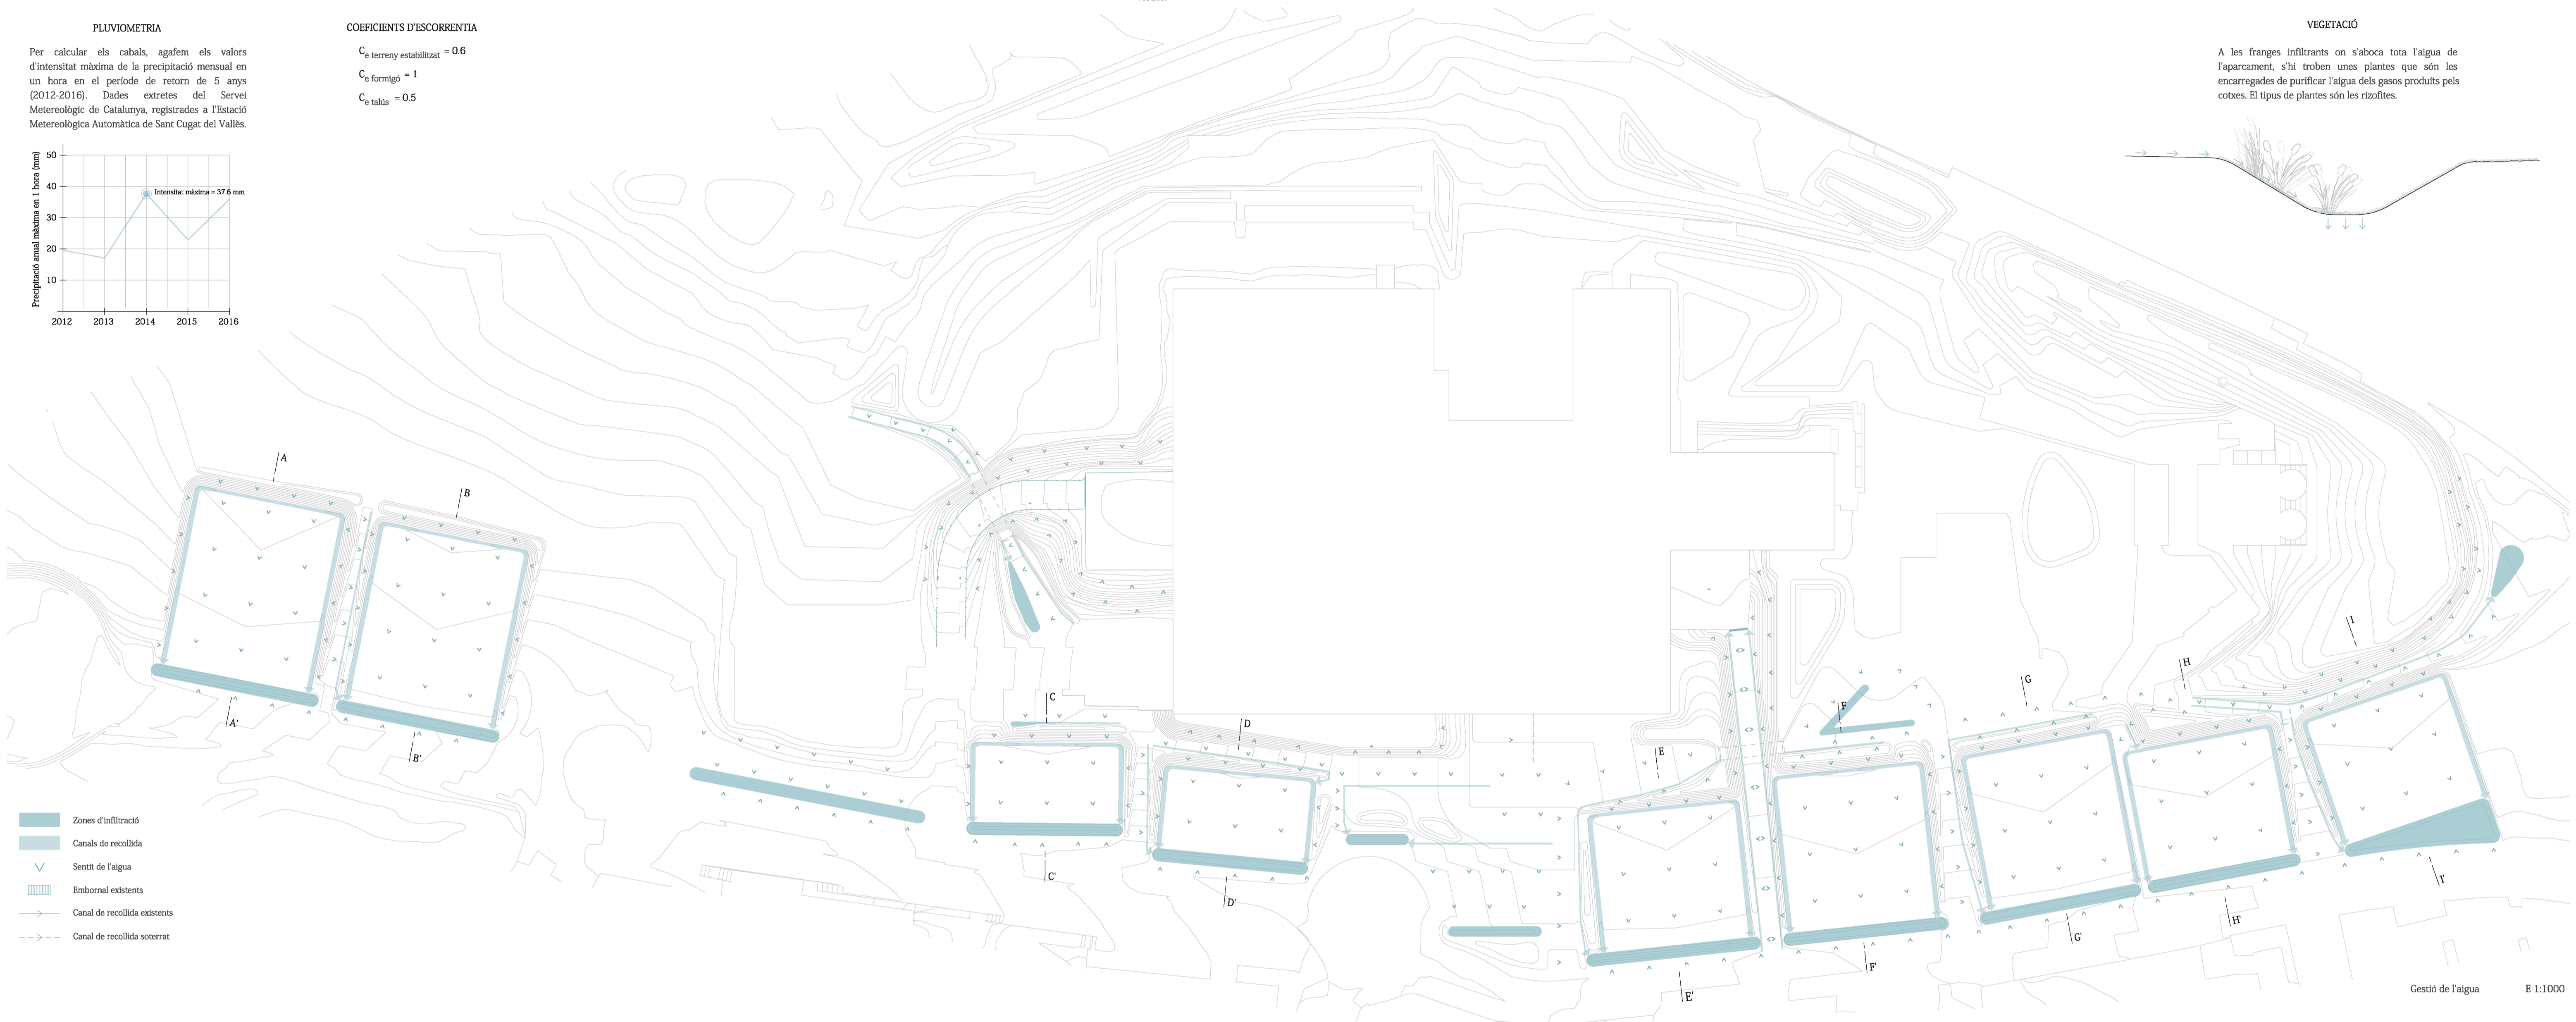 PLUVIOMETRIA
Per calcular els cabals, agafem els valors
d'intensitat màxima de la precipitació mensual en
un hora en el període de retorn de 5 anys
(2012-2016). Dades extretes del Servei
Metereològic de Catalunya, registrades a l'Estació
Metereològica Automàtica de Sant Cugat del Vallès.
Precipitació anual màxima en 1 hora (mm)
50
40
30
20
10
Intensitat màxima = 37.6 mm
2012 2013 2014 2015 2016
COEFICIENTS D'ESCORRENTIA
Ce terreny estabilitzat = 0.6
Ce formigó = 1
Ce talús = 0.5
VEGETACIÓ
A les franges infiltrants on s'aboca tota l'aigua de
l'aparcament, s'hi troben unes plantes que són les
encarregades de purificar l'aigua dels gasos produïts pels
cotxes. El tipus de plantes són les rizofites.
A
B
A'
B'
C
D
C'
D'
E
F
G
H
I
E'
F'
G'
H'
I'
Zones d'infiltració
Canals de recollida
Sentit de l'aigua
Embornal existents
Canal de recollida existents
Canal de recollida soterrat
Gestió de l'aigua E 1:1000